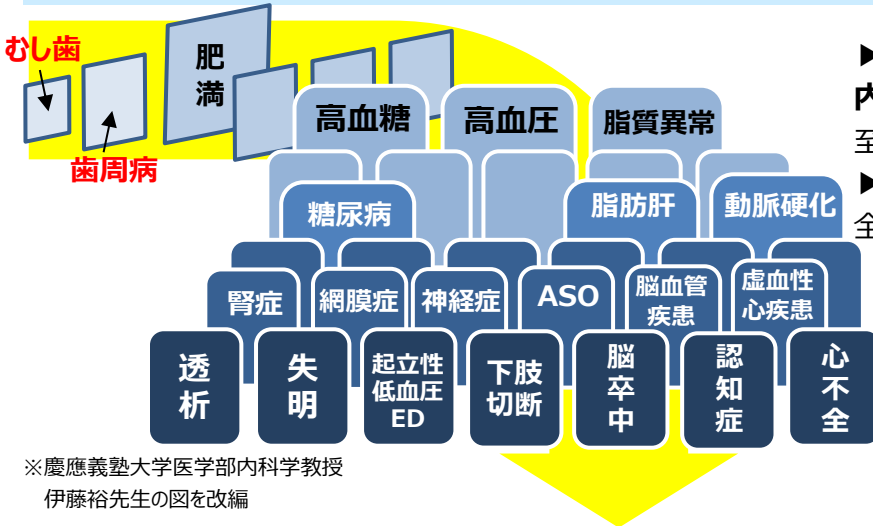 むし歯
歯周病
肥
満
高血糖
高血圧
脂質異常
糖尿病
脂肪肝
動脈硬化
腎症
網膜症
神経症
ASO
脳血管
疾患
虚血性
心疾患
透
析
失
明
起立性
低血圧
ED
下肢
切断
脳
卒
中
認
知
症
心
不
全
▶
内
至
▶
全
※慶應義塾大学医学部内科学教授
伊藤裕先生の図を改編